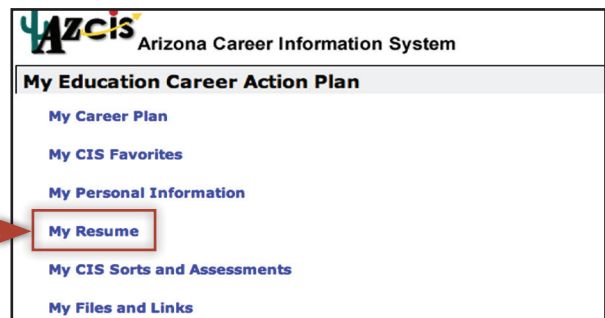 AZCIS Arizona Career Information System
My Education Career Action Plan
My Career Plan
My CIS Favorites
My Personal Information
My Resume
My CIS Sorts and Assessments
My Files and Links